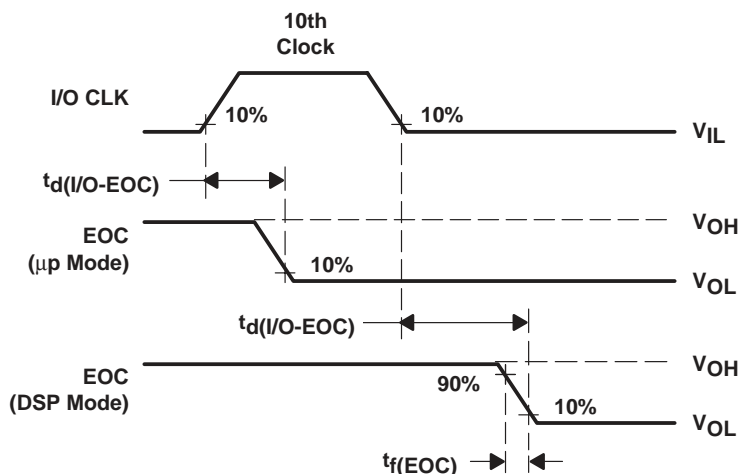 10th
Clock
I/O CLK
10%
10%
VIL
td(I/O-EOC)
VOH
EOC
(μp Mode)
10%
VOL
td(I/O-EOC)
VOH
EOC
(DSP Mode)
90%
10%
VOL
tf(EOC)